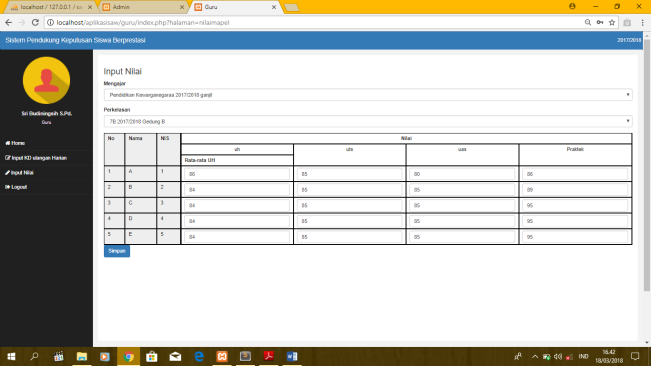 localhost / 127.0.0.1 /
Admin
Guru
localhost/aplikasisaw/guru/index.php?halaman=nilaimapel
Sistem Pendukung Keputusan Siswa Berprestasi
2017/2018
Sri Budiningsih S.Pd.
Guru
Home
Input KD ulangan Harian
Input Nilai
Logout
Input Nilai
Mengajar
Pendidikan Kewarganegaraa 2017/2018 ganjil
Perkelasan
7B 2017/2018 Gedung B
No Nama NIS Nilai
uh uts uas Praktek
Rata-rata UH
1 A 1 86 85 80 86
2 B 2 84 85 85 89
3 C 3 84 85 85 95
4 D 4 84 85 85 95
5 E 5 84 85 85 95
Simpan
IND
16.42
18/03/2018